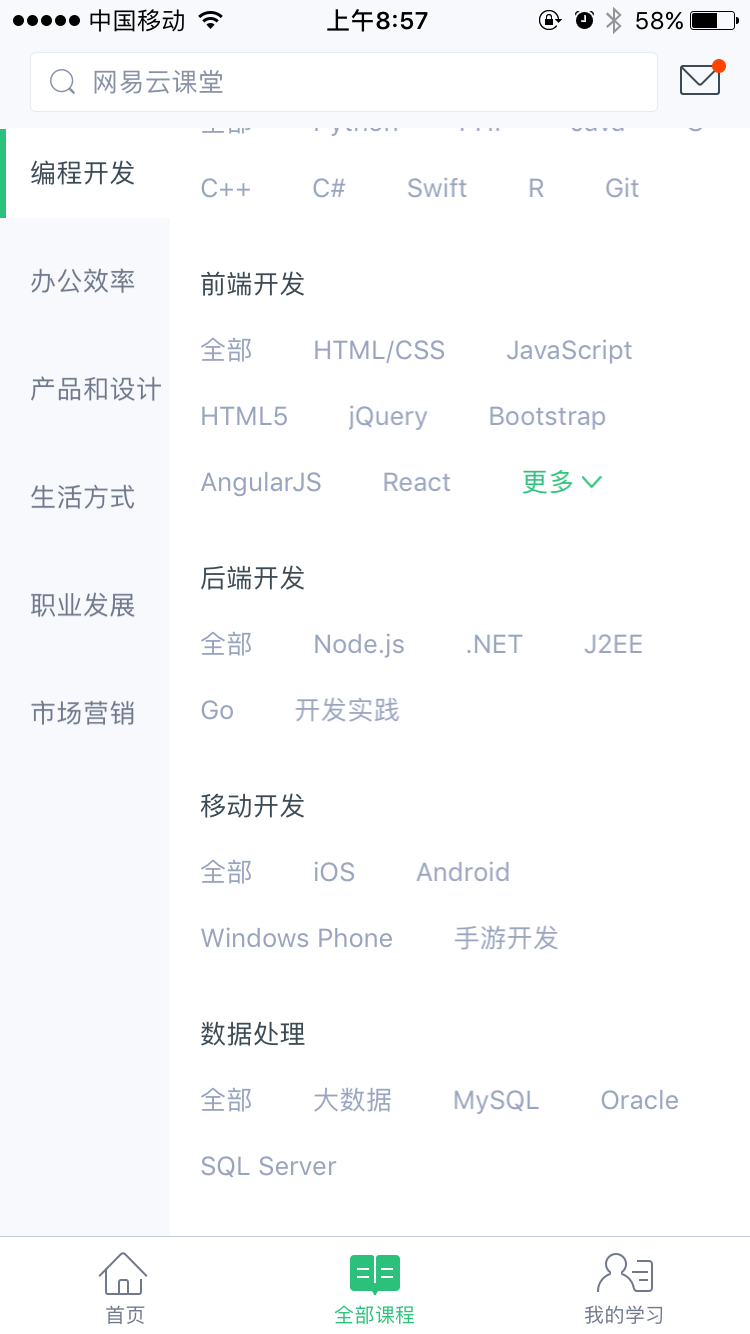 中国移动 上午8:57 58%
网易云课堂
编程开发
办公效率
产品和设计
生活方式
职业发展
市场营销
全部 Python PHP Java C
C++ C# Swift R Git
前端开发
全部 HTML/CSS JavaScript
HTML5 jQuery Bootstrap
AngularJS React 更多
后端开发
全部 Node.js .NET J2EE
Go 开发实践
移动开发
全部 iOS Android
Windows Phone 手游开发
数据处理
全部 大数据 MySQL Oracle
SQL Server
首页 全部课程 我的学习